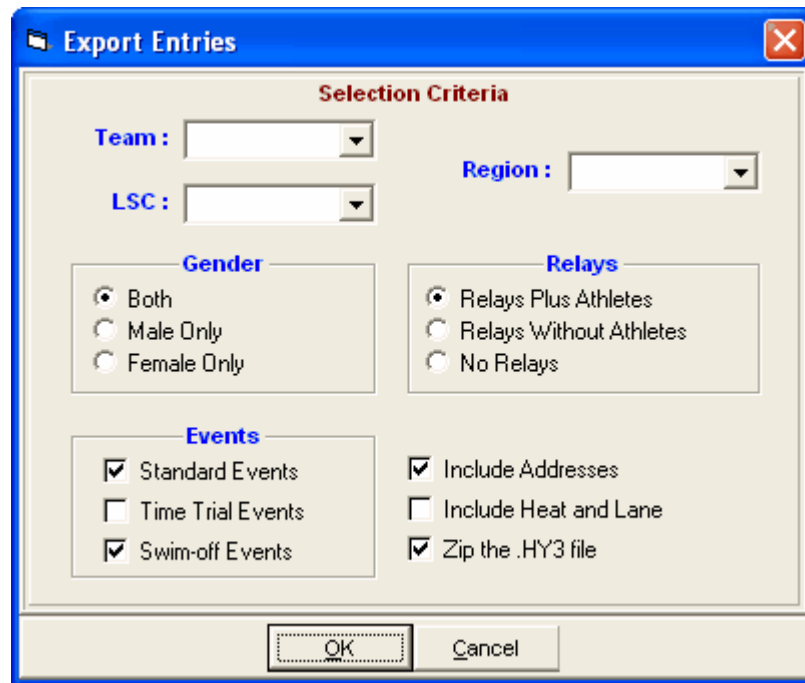 Export Entries
Selection Criteria
Team :
Region :
LSC :
Gender
Both
Male Only
Female Only
Relays
Relays Plus Athletes
Relays Without Athletes
No Relays
Events
Standard Events
Time Trial Events
Swim-off Events
Include Addresses
Include Heat and Lane
Zip the .HY3 file
OK
Cancel